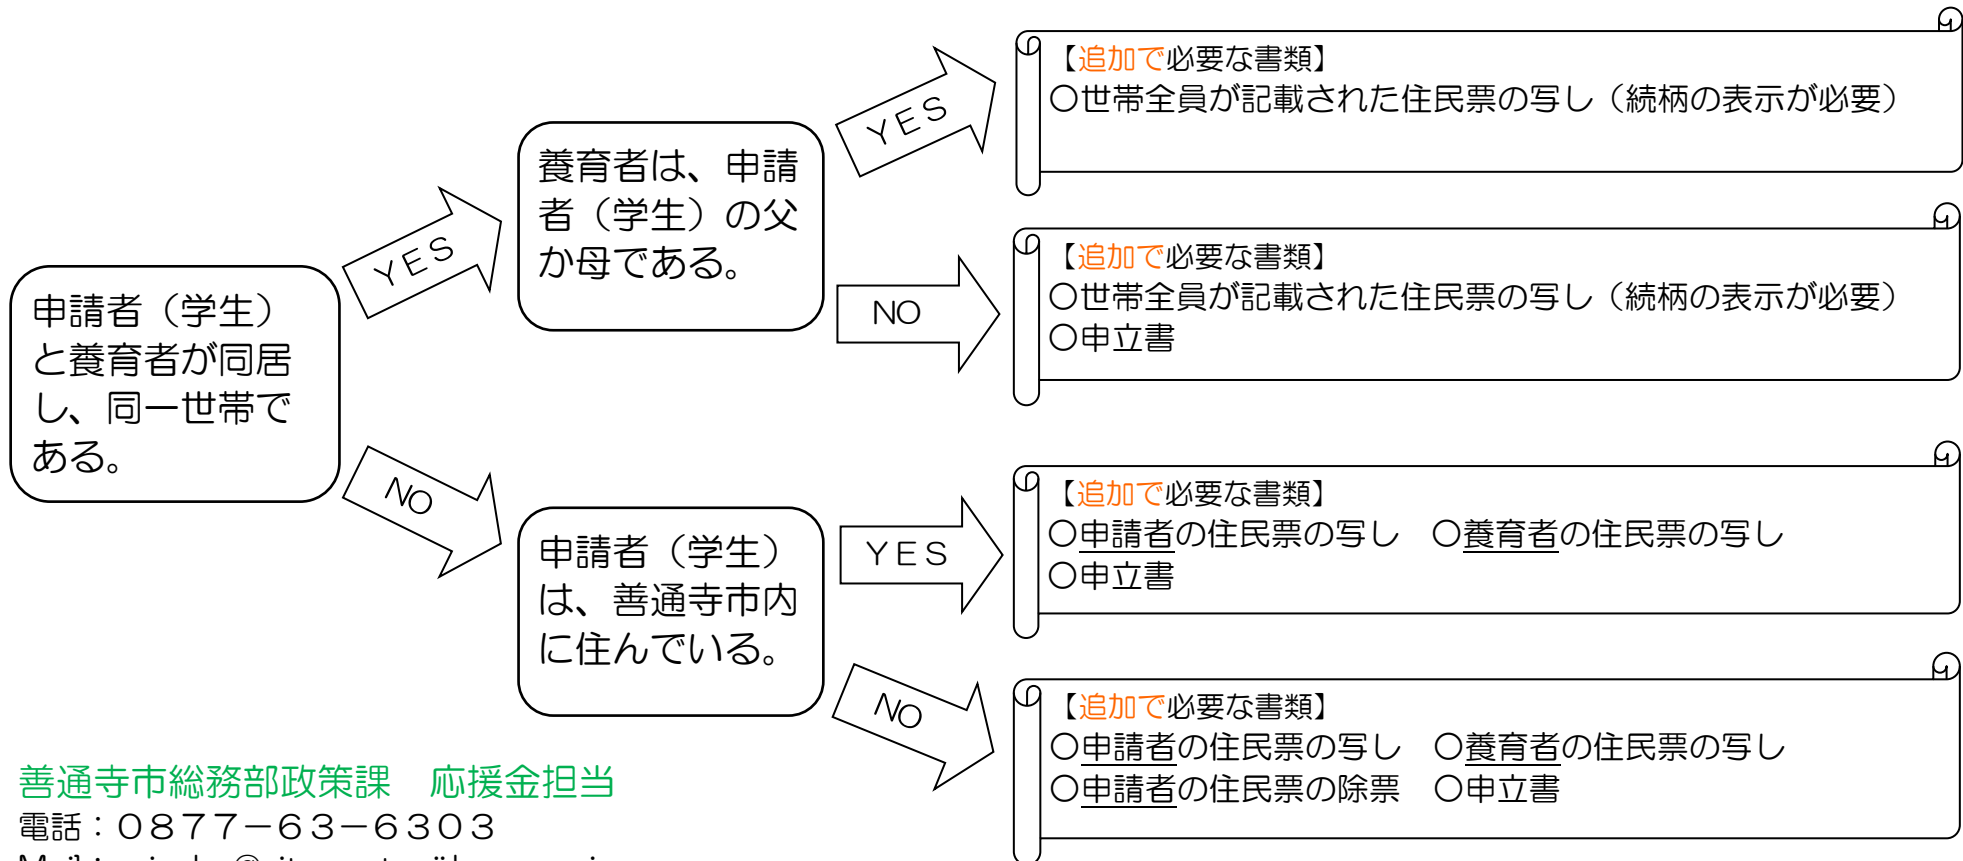 申請者（学生）
と養育者が同居
し、同一世帯で
ある。
YES
NO
養育者は、申請
者（学生）の父
か母である。
YES
NO
申請者（学生）
は、善通寺市内
に住んでいる。
YES
NO
【追加で必要な書類】
〇世帯全員が記載された住民票の写し（続柄の表示が必要）
【追加で必要な書類】
〇世帯全員が記載された住民票の写し（続柄の表示が必要）
〇申立書
【追加で必要な書類】
〇申請者の住民票の写し　〇養育者の住民票の写し
〇申立書
【追加で必要な書類】
〇申請者の住民票の写し　〇養育者の住民票の写し
〇申請者の住民票の除票　〇申立書
善通寺市総務部政策課　応援金担当
電話：０８７７－６３－６３０３